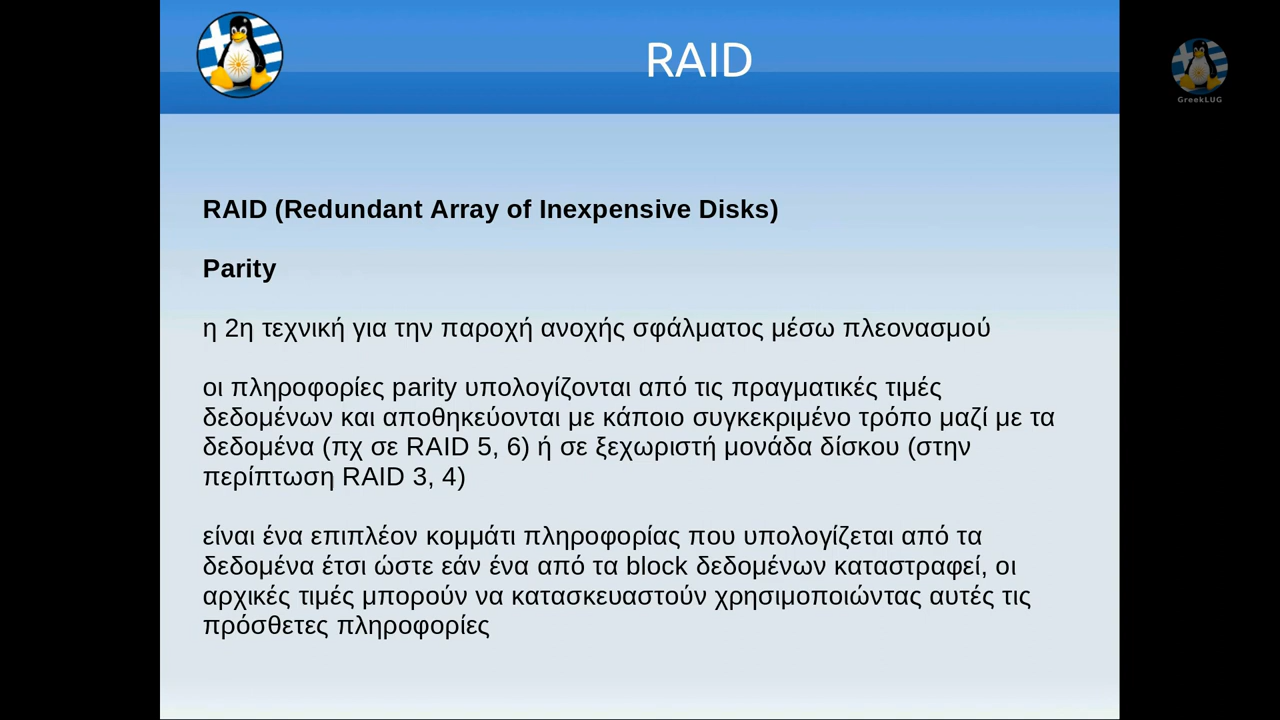 RAID
GreekLUG
RAID (Redundant Array of Inexpensive Disks)
Parity
η 2η τεχνική για την παροχή ανοχής σφάλματος μέσω πλεονασμού
οι πληροφορίες parity υπολογίζονται από τις πραγματικές τιμές
δεδομένων και αποθηκεύονται με κάποιο συγκεκριμένο τρόπο μαζί με τα
δεδομένα (πχ σε RAID 5, 6) ή σε ξεχωριστή μονάδα δίσκου (στην
περίπτωση RAID 3, 4)
είναι ένα επιπλέον κομμάτι πληροφορίας που υπολογίζεται από τα
δεδομένα έτσι ώστε εάν ένα από τα block δεδομένων καταστραφεί, οι
αρχικές τιμές μπορούν να κατασκευαστούν χρησιμοποιώντας αυτές τις
πρόσθετες πληροφορίες